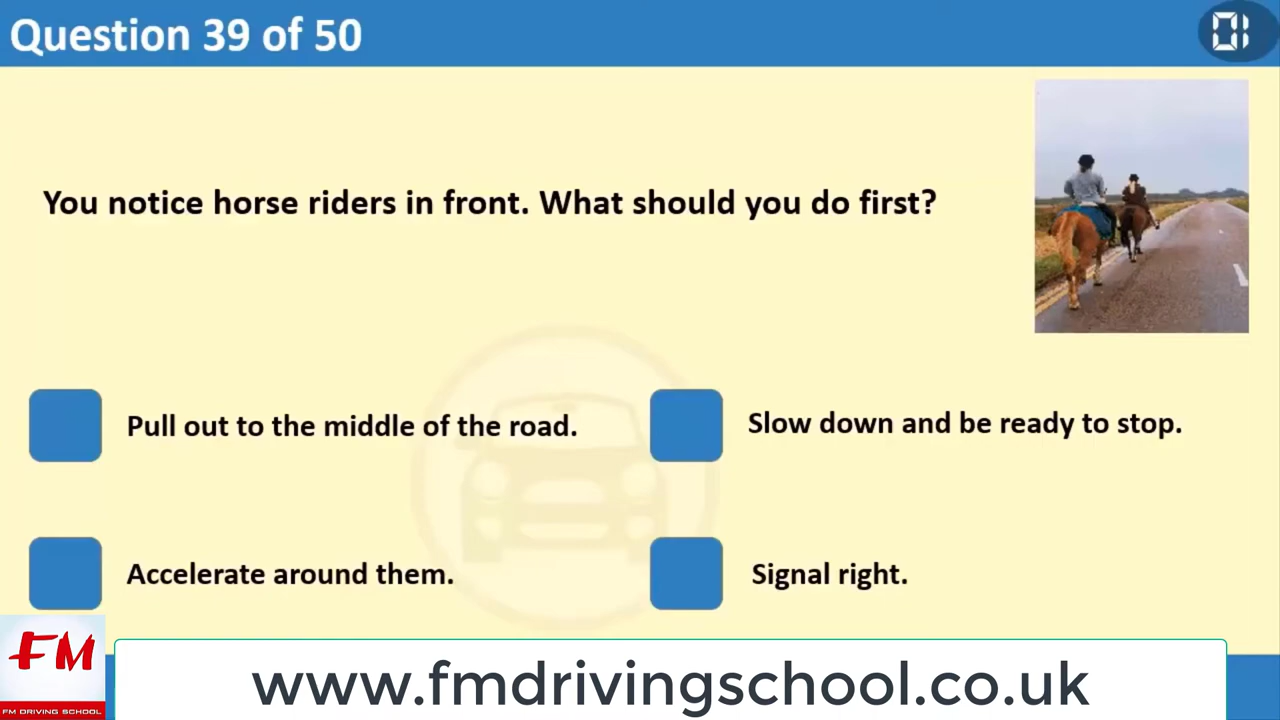 Question 39 of 50
01
You notice horse riders in front. What should you do first?
Pull out to the middle of the road.
Slow down and be ready to stop.
Accelerate around them.
Signal right.
FM
FM DRIVING SCHOOL
www.fmdrivingschool.co.uk